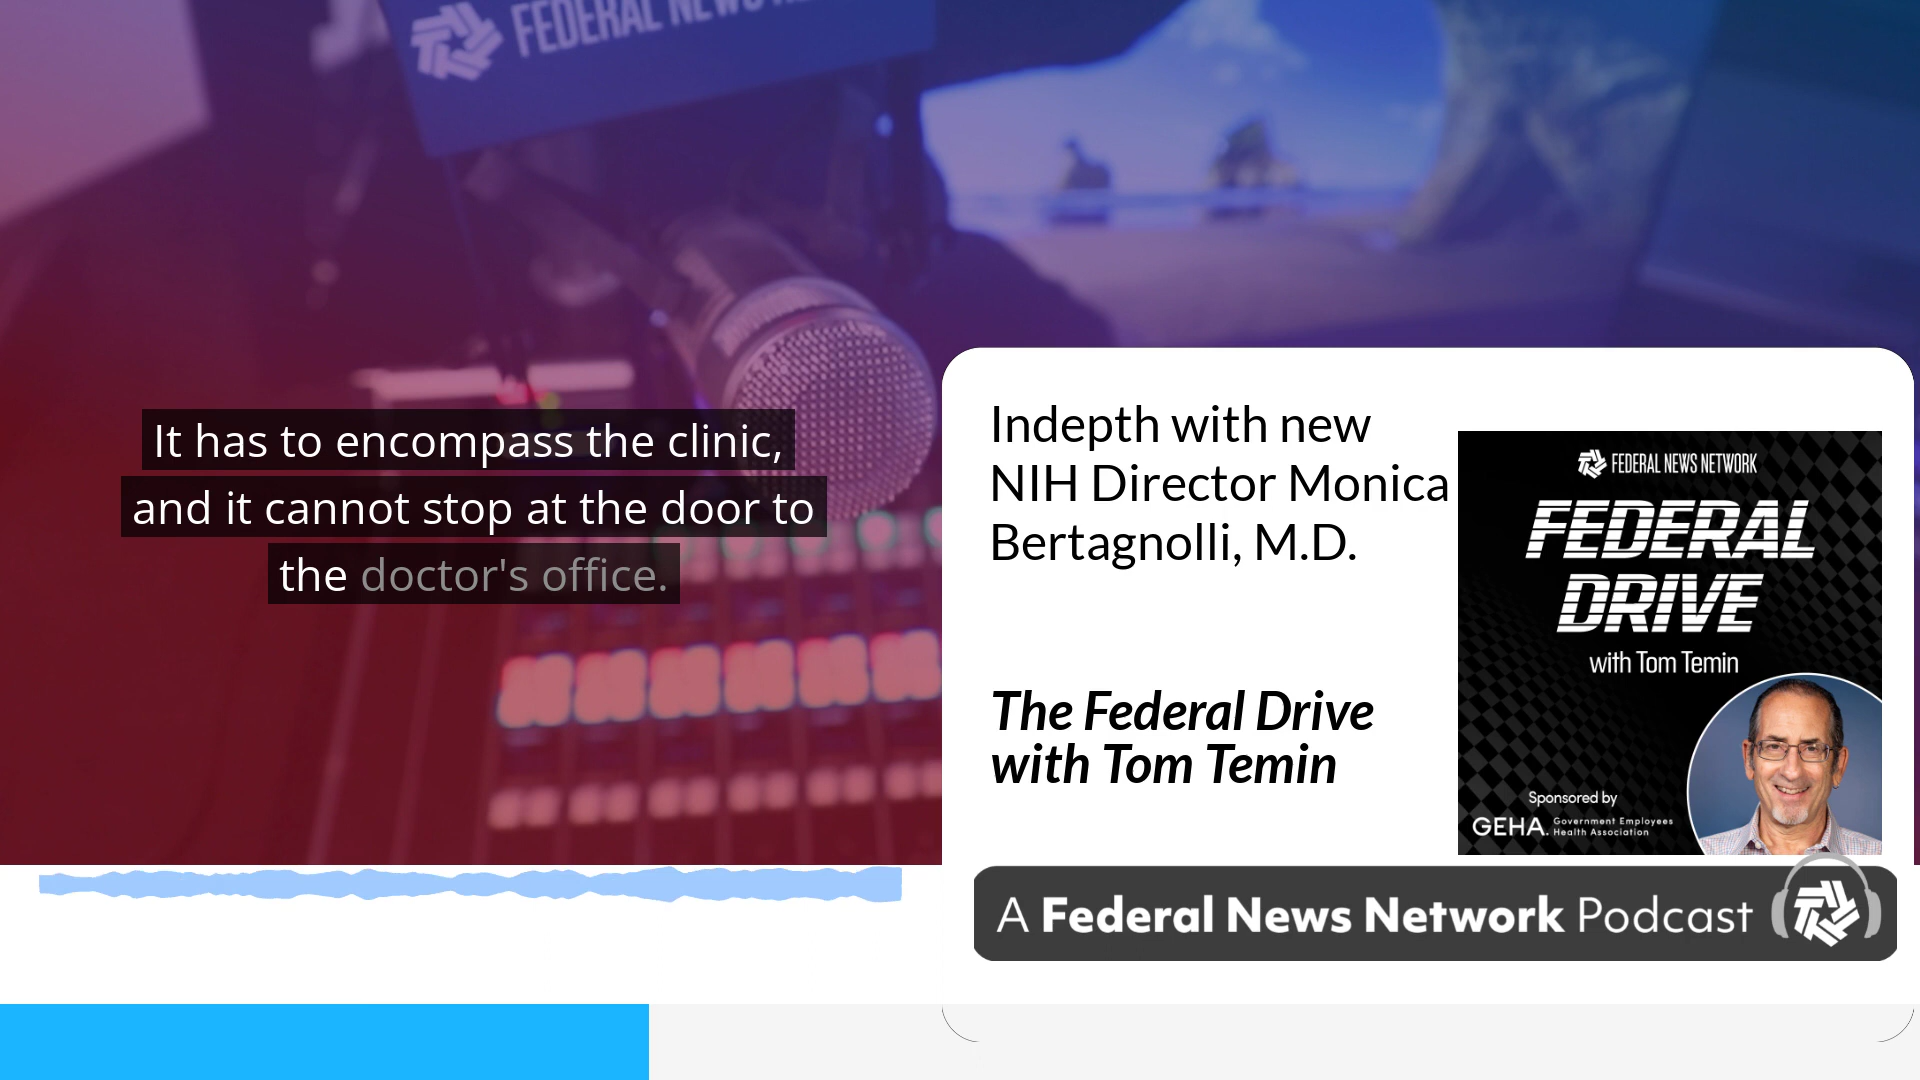 FEDERAL NEWS
It has to encompass the clinic,
and it cannot stop at the door to
the doctor's office.
Indepth with new
NIH Director Monica
Bertagnolli, M.D.
The Federal Drive
with Tom Temin
FEDERAL NEWS NETWORK
FEDERAL
DRIVE
with Tom Temin
Sponsored by
GEHA. Government Employees
Health Association
A Federal News Network Podcast